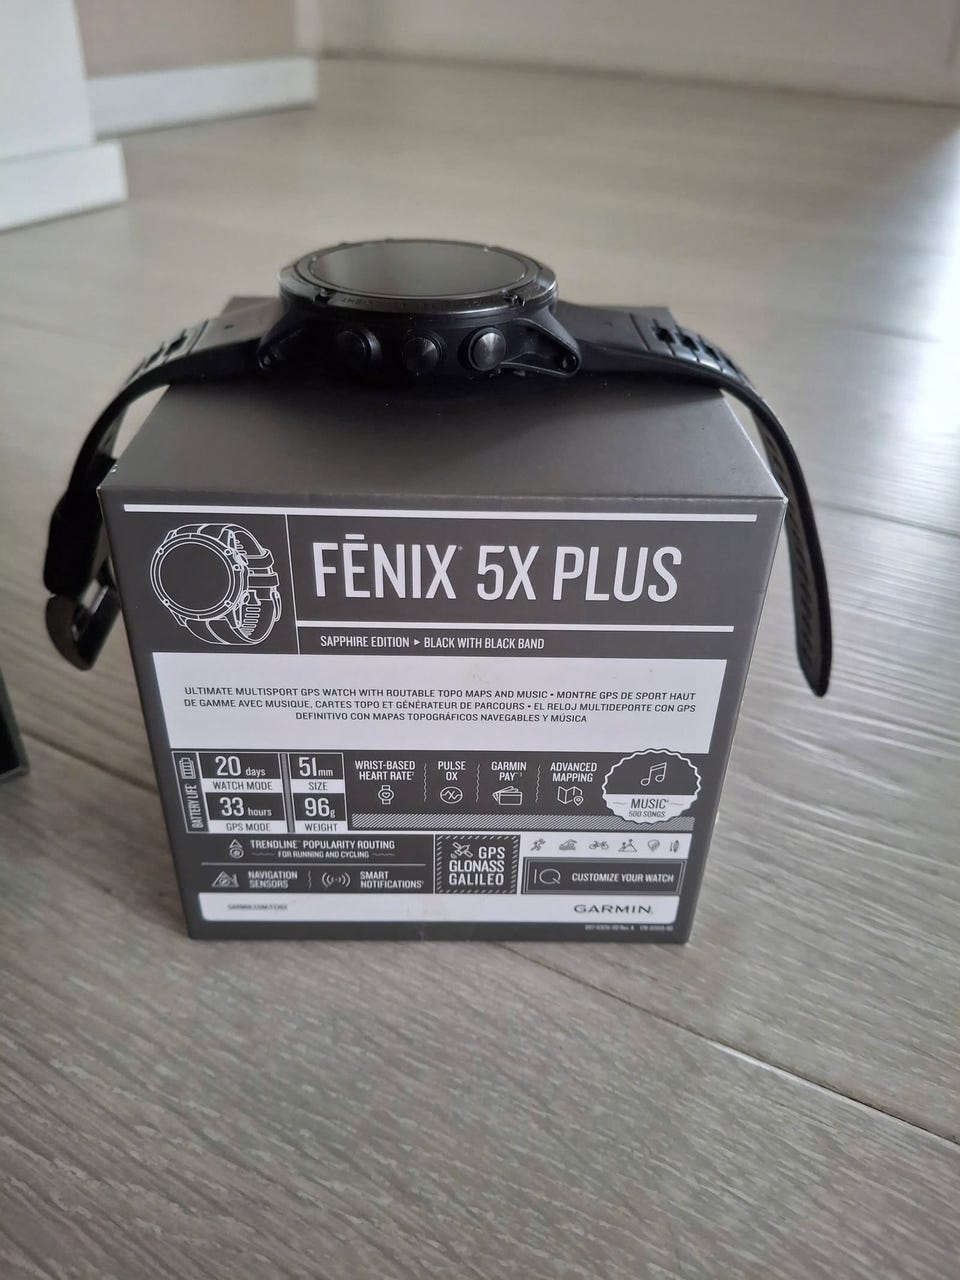 LIGHT
FĒNIX® 5X PLUS
SAPPHIRE EDITION ▸ BLACK WITH BLACK BAND
ULTIMATE MULTISPORT GPS WATCH WITH ROUTABLE TOPO MAPS AND MUSIC • MONTRE GPS DE SPORT HAUT
DE GAMME AVEC MUSIQUE, CARTES TOPO ET GÉNÉRATEUR DE PARCOURS • EL RELOJ MULTIDEPORTE CON GPS
DEFINITIVO CON MAPAS TOPOGRÁFICOS NAVEGABLES Y MÚSICA
BATTERY LIFE
20 days
WATCH MODE
33 hours
GPS MODE
51mm
SIZE
96g
WEIGHT
WRIST-BASED
HEART RATE
PULSE
OX
GARMIN
PAY
ADVANCED
MAPPING
MUSIC
500 SONGS
TRENDLINE POPULARITY ROUTING
FOR RUNNING AND CYCLING
NAVIGATION
SENSORS
SMART
NOTIFICATIONS
GPS
GLONASS
GALILEO
IQ CUSTOMIZE YOUR WATCH
GARMIN.COM/FENIX
GARMIN